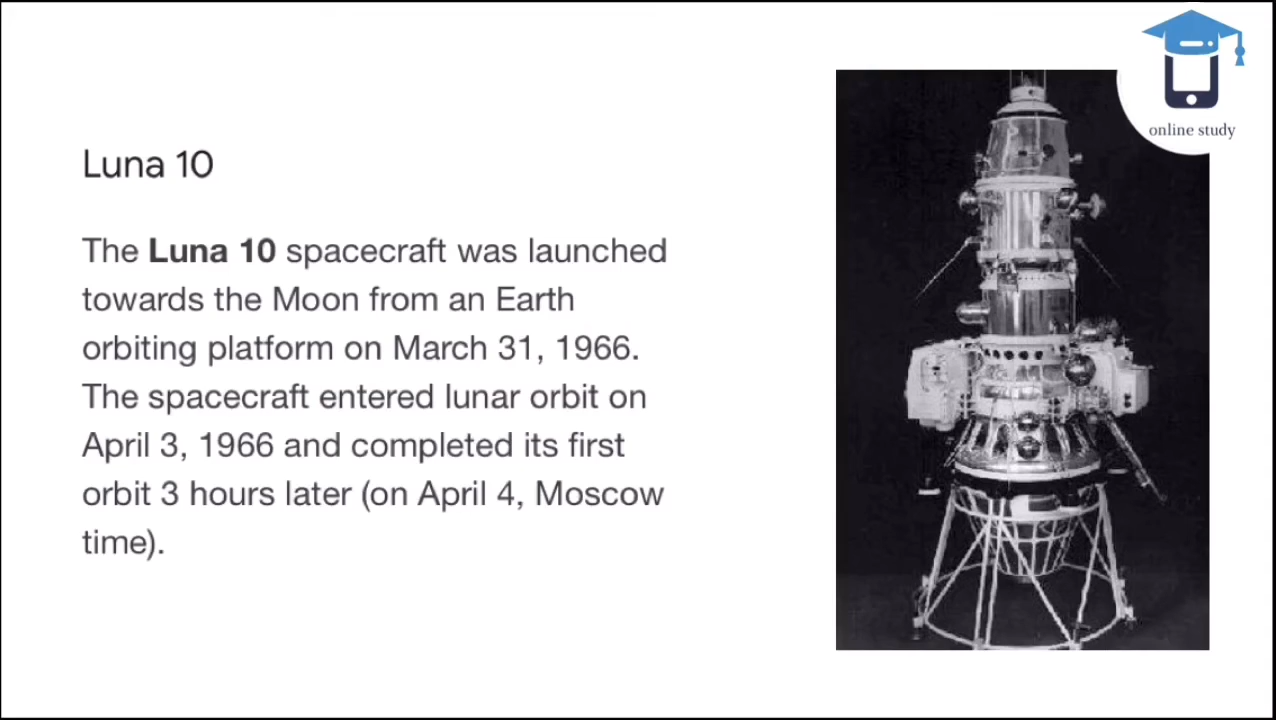 Luna 10
The Luna 10 spacecraft was launched
towards the Moon from an Earth
orbiting platform on March 31, 1966.
The spacecraft entered lunar orbit on
April 3, 1966 and completed its first
orbit 3 hours later (on April 4, Moscow
time).
online study